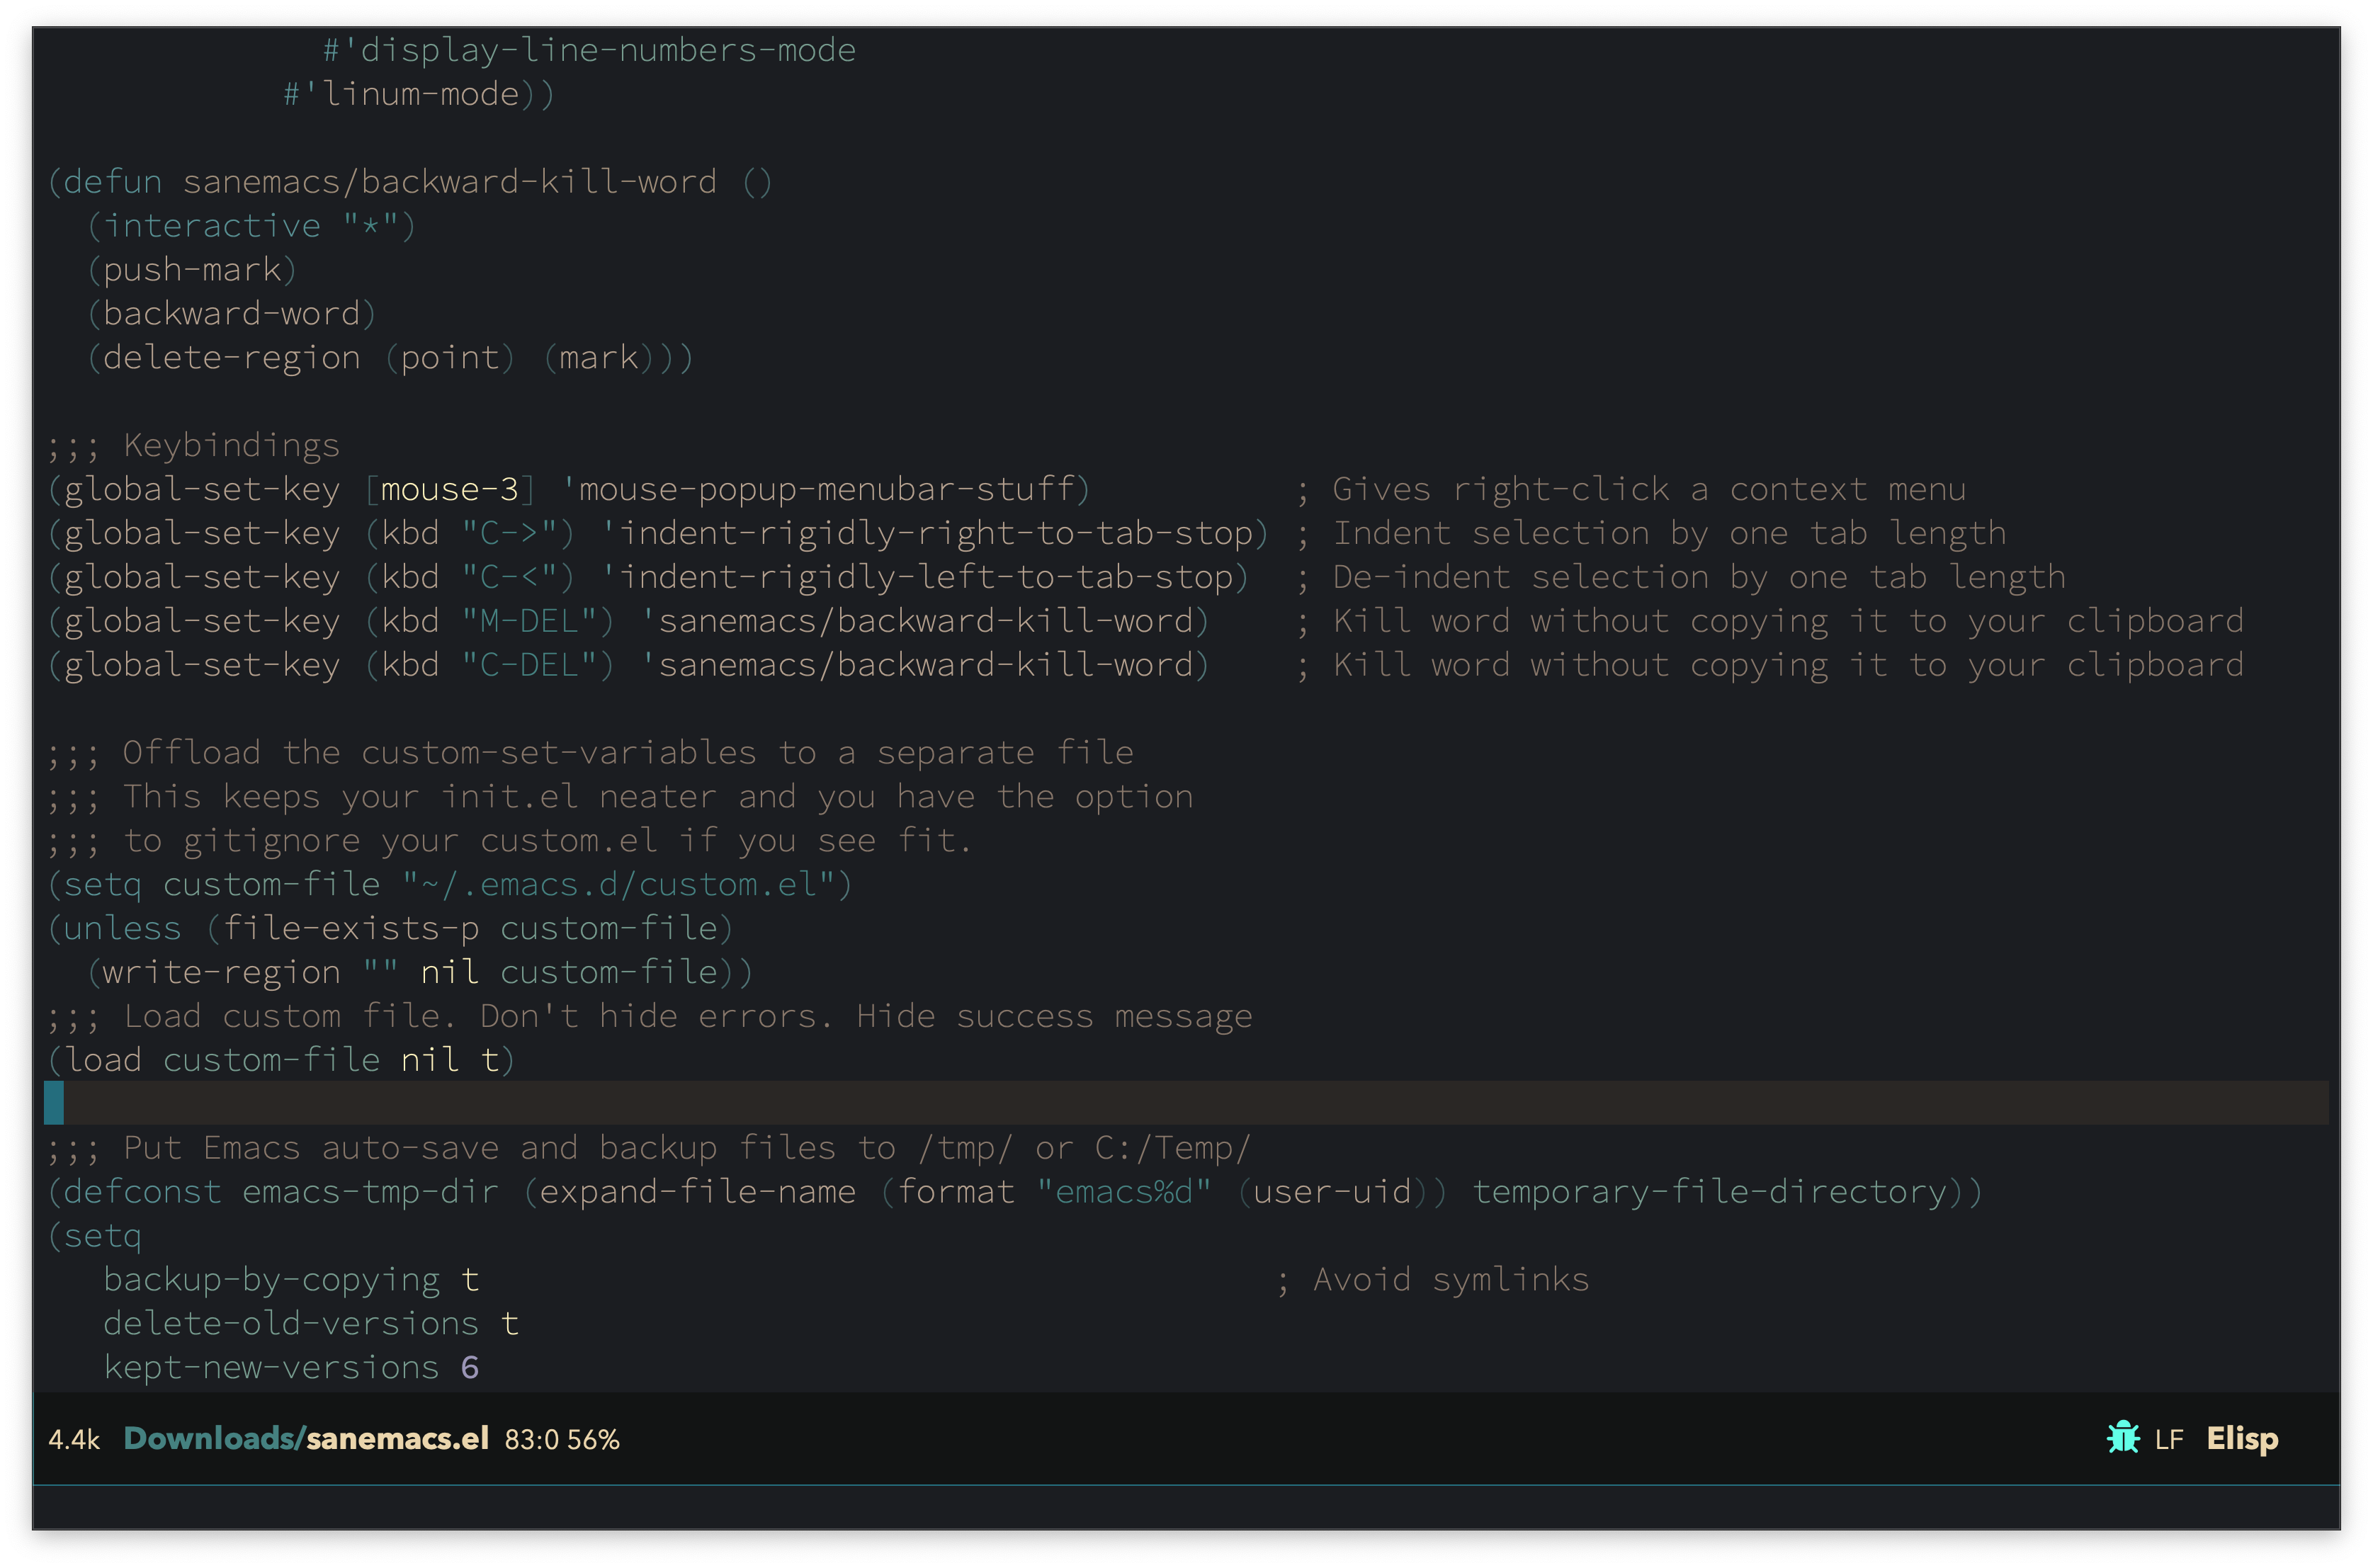 #'display-line-numbers-mode
#'linum-mode))
(defun sanemacs/backward-kill-word ()
(interactive "*")
(push-mark)
(backward-word)
(delete-region (point) (mark)))
;;; Keybindings
(global-set-key [mouse-3] 'mouse-popup-menubar-stuff) ; Gives right-click a context menu
(global-set-key (kbd "C->") 'indent-rigidly-right-to-tab-stop) ; Indent selection by one tab length
(global-set-key (kbd "C-<") 'indent-rigidly-left-to-tab-stop) ; De-indent selection by one tab length
(global-set-key (kbd "M-DEL") 'sanemacs/backward-kill-word) ; Kill word without copying it to your clipboard
(global-set-key (kbd "C-DEL") 'sanemacs/backward-kill-word) ; Kill word without copying it to your clipboard
;;; Offload the custom-set-variables to a separate file
;;; This keeps your init.el neater and you have the option
;;; to gitignore your custom.el if you see fit.
(setq custom-file "~/.emacs.d/custom.el")
(unless (file-exists-p custom-file)
(write-region "" nil custom-file))
;;; Load custom file. Don't hide errors. Hide success message
(load custom-file nil t)
;;; Put Emacs auto-save and backup files to /tmp/ or C:/Temp/
(defconst emacs-tmp-dir (expand-file-name (format "emacs%d" (user-uid)) temporary-file-directory))
(setq
backup-by-copying t ; Avoid symlinks
delete-old-versions t
kept-new-versions 6
4.4k Downloads/sanemacs.el 83:0 56% LF Elisp